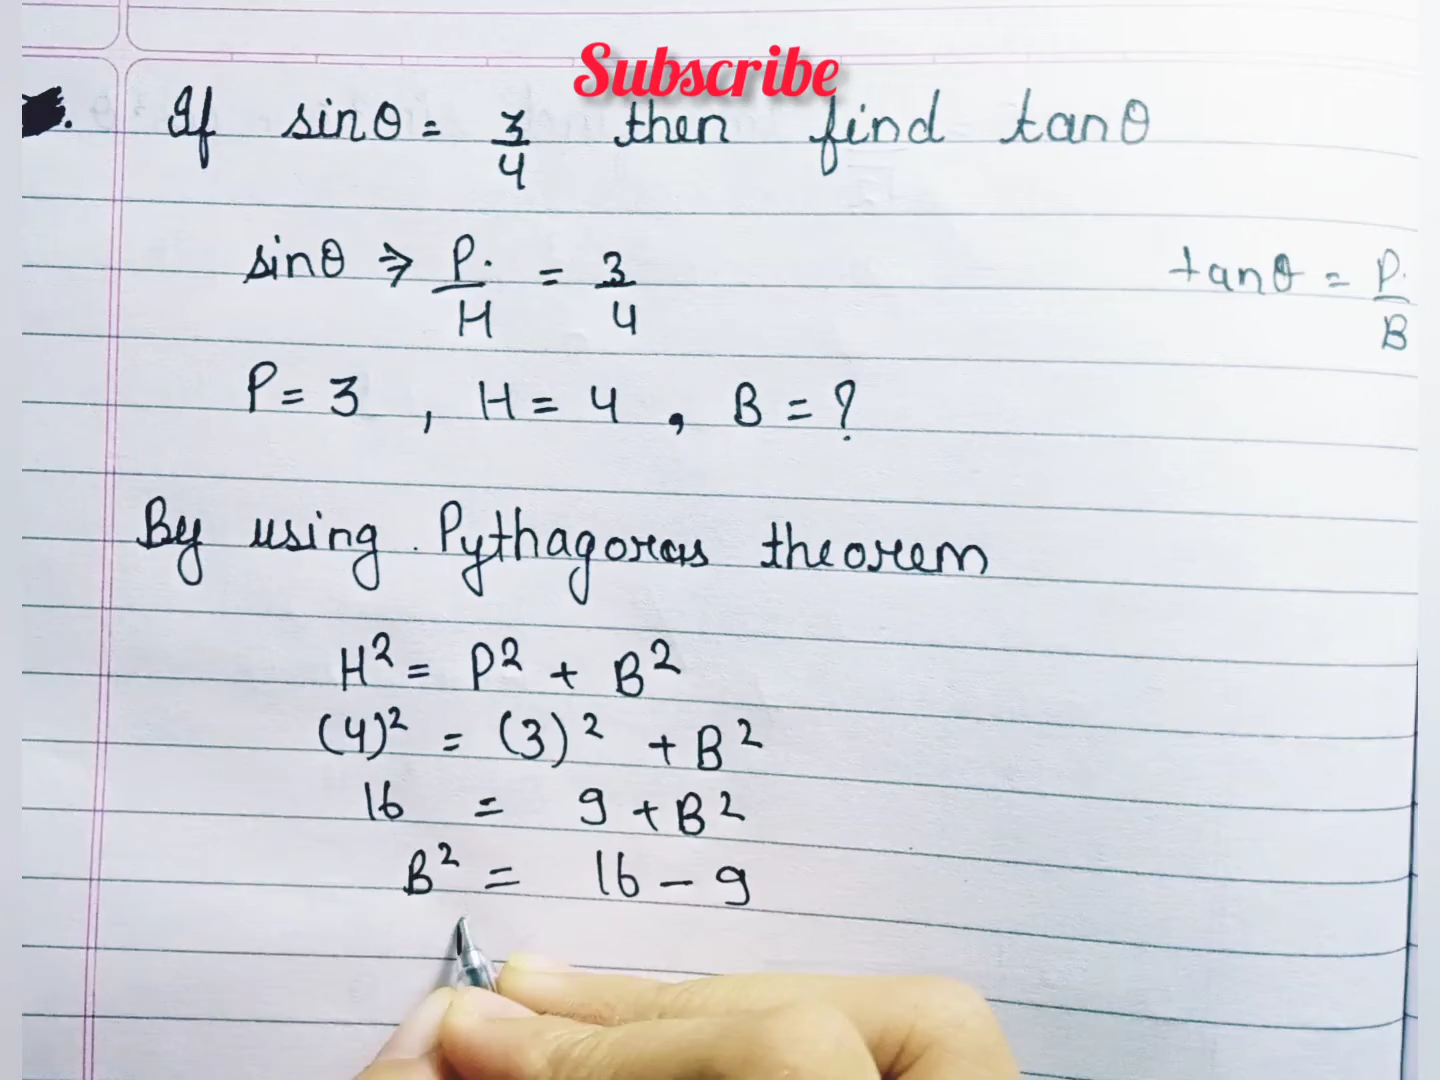 Subscribe
If sinθ = 3/4 then find tanθ
sinθ ⇒ P/H = 3/4
tanθ = P/B
P = 3 , H = 4 , B = ?
By using Pythagoras theorem
H² = P² + B²
(4)² = (3)² + B²
16 = 9 + B²
B² = 16 - 9